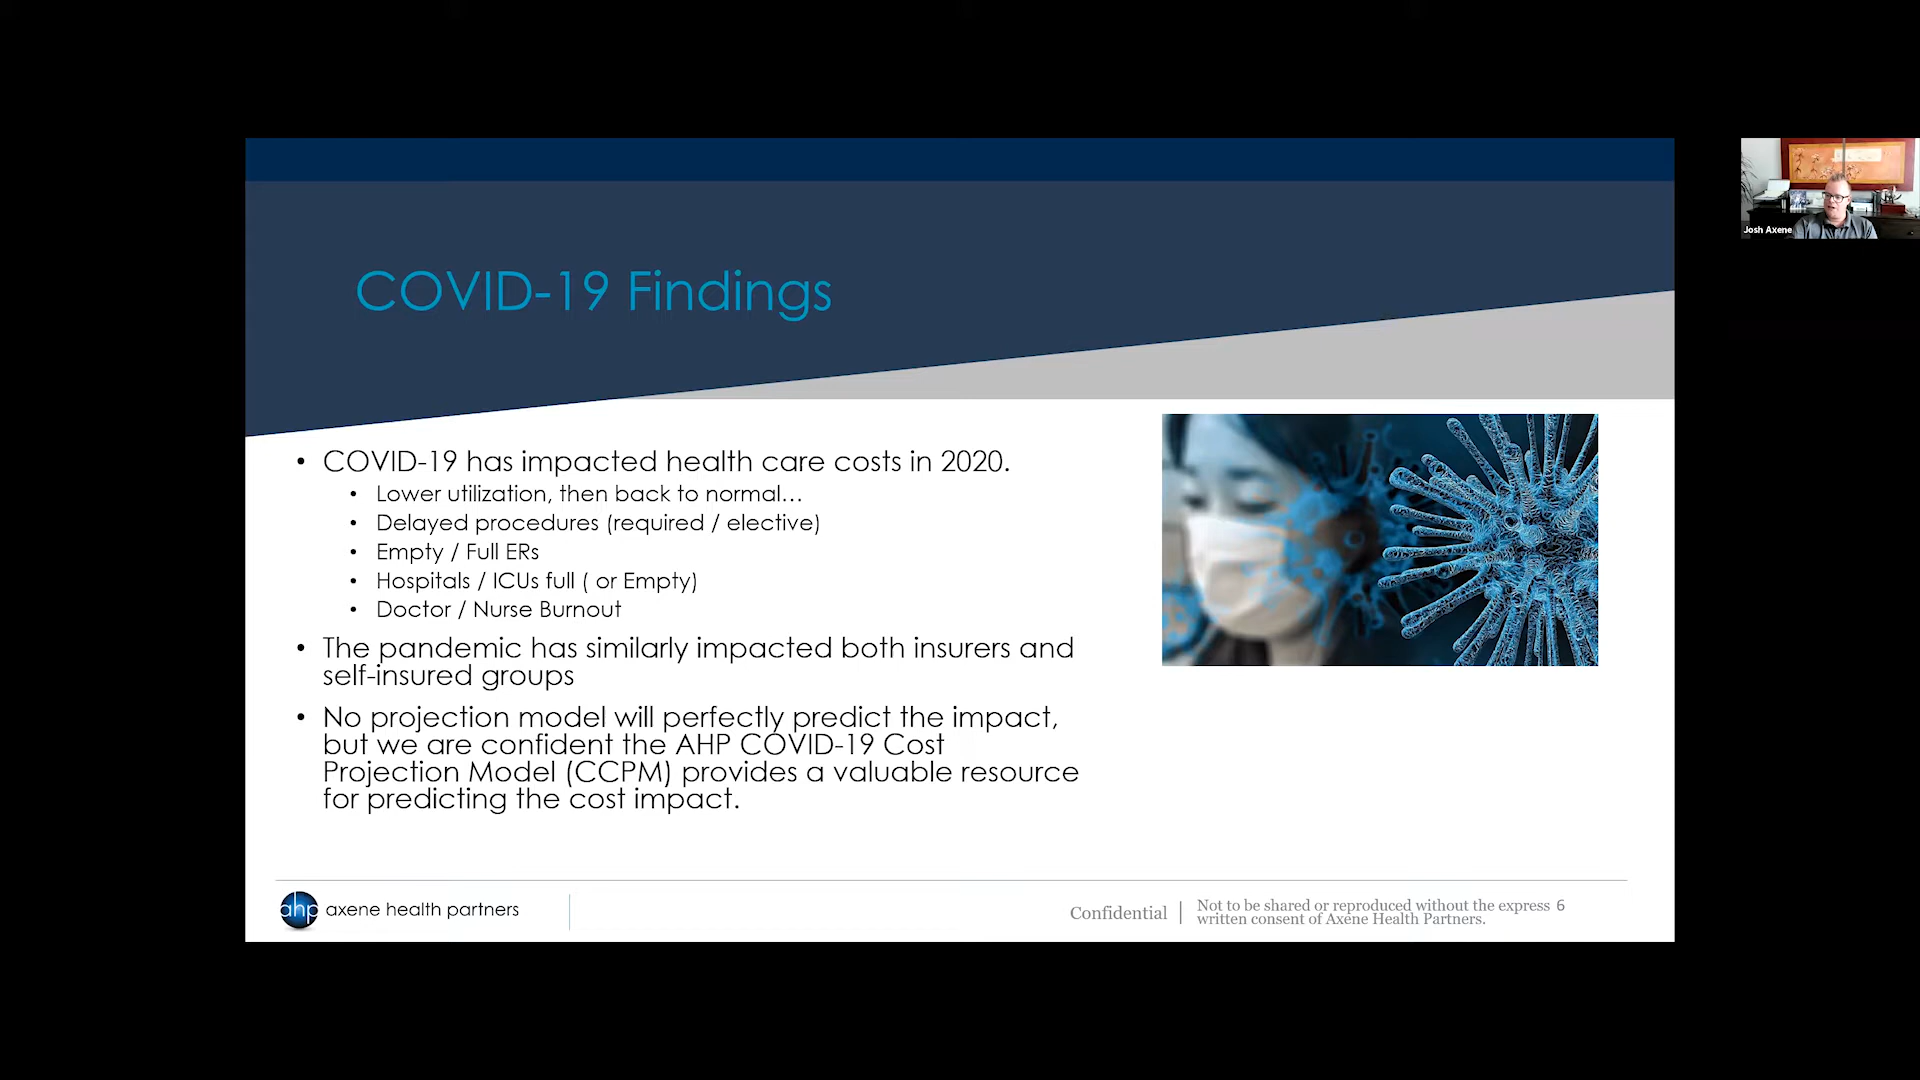 Josh Axene
COVID-19 Findings
• COVID-19 has impacted health care costs in 2020.
• Lower utilization, then back to normal…
• Delayed procedures (required / elective)
• Empty / Full ERs
• Hospitals / ICUs full ( or Empty)
• Doctor / Nurse Burnout
• The pandemic has similarly impacted both insurers and
self-insured groups
• No projection model will perfectly predict the impact,
but we are confident the AHP COVID-19 Cost
Projection Model (CCPM) provides a valuable resource
for predicting the cost impact.
ahp axene health partners
Confidential
Not to be shared or reproduced without the express 6
written consent of Axene Health Partners.